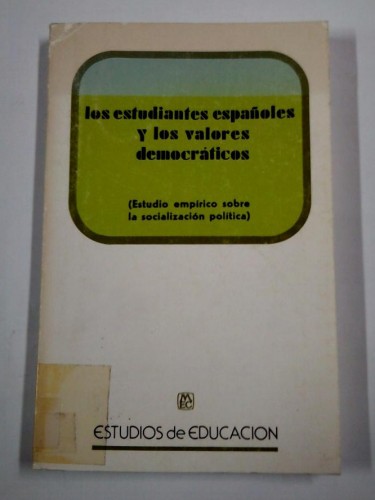 los estudiantes españoles
y los valores
democráticos
(Estudio empírico sobre
la socialización política)
MEC
ESTUDIOS de EDUCACION